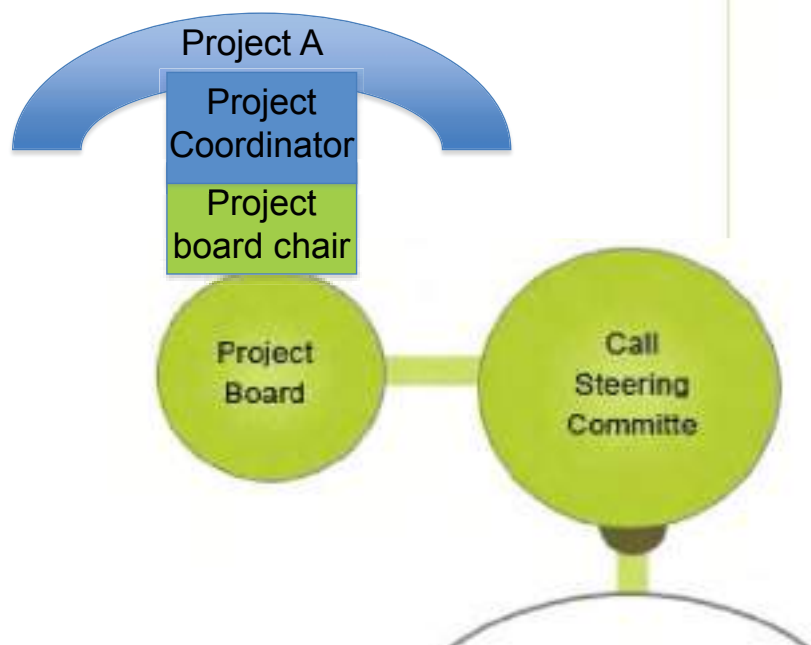 Project A
Project
Coordinator
Project
board chair
Project
Board
Call
Steering
Committe